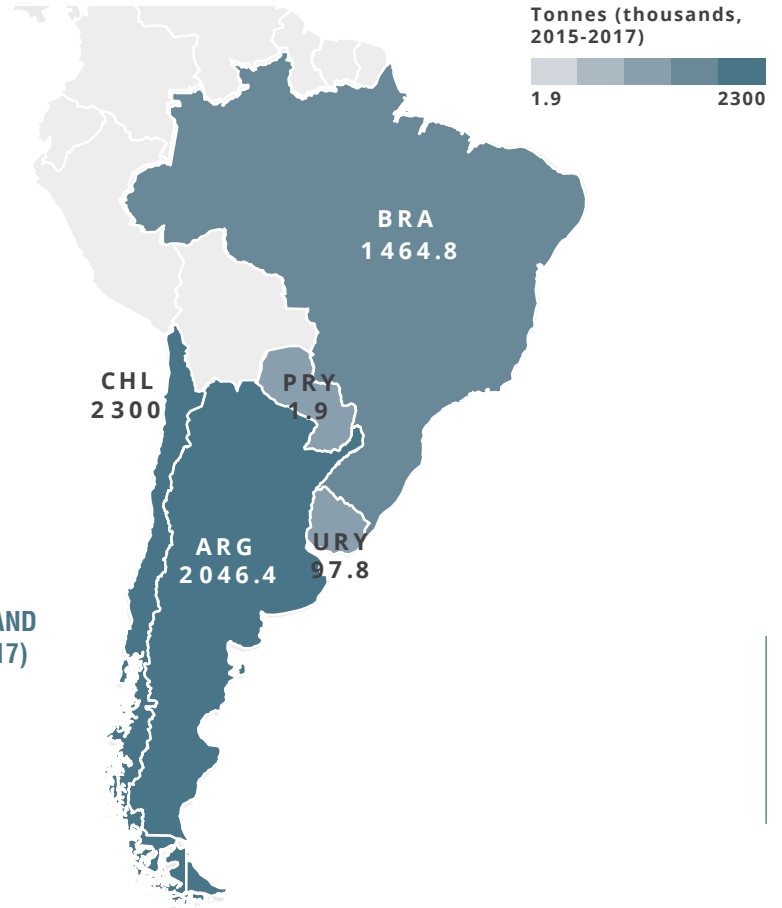 Tonnes (thousands,
2015-2017)
1.9 2300
BRA
1464.8
CHL
2300
PRY
1.9
ARG
2046.4
URY
97.8
AND
17)